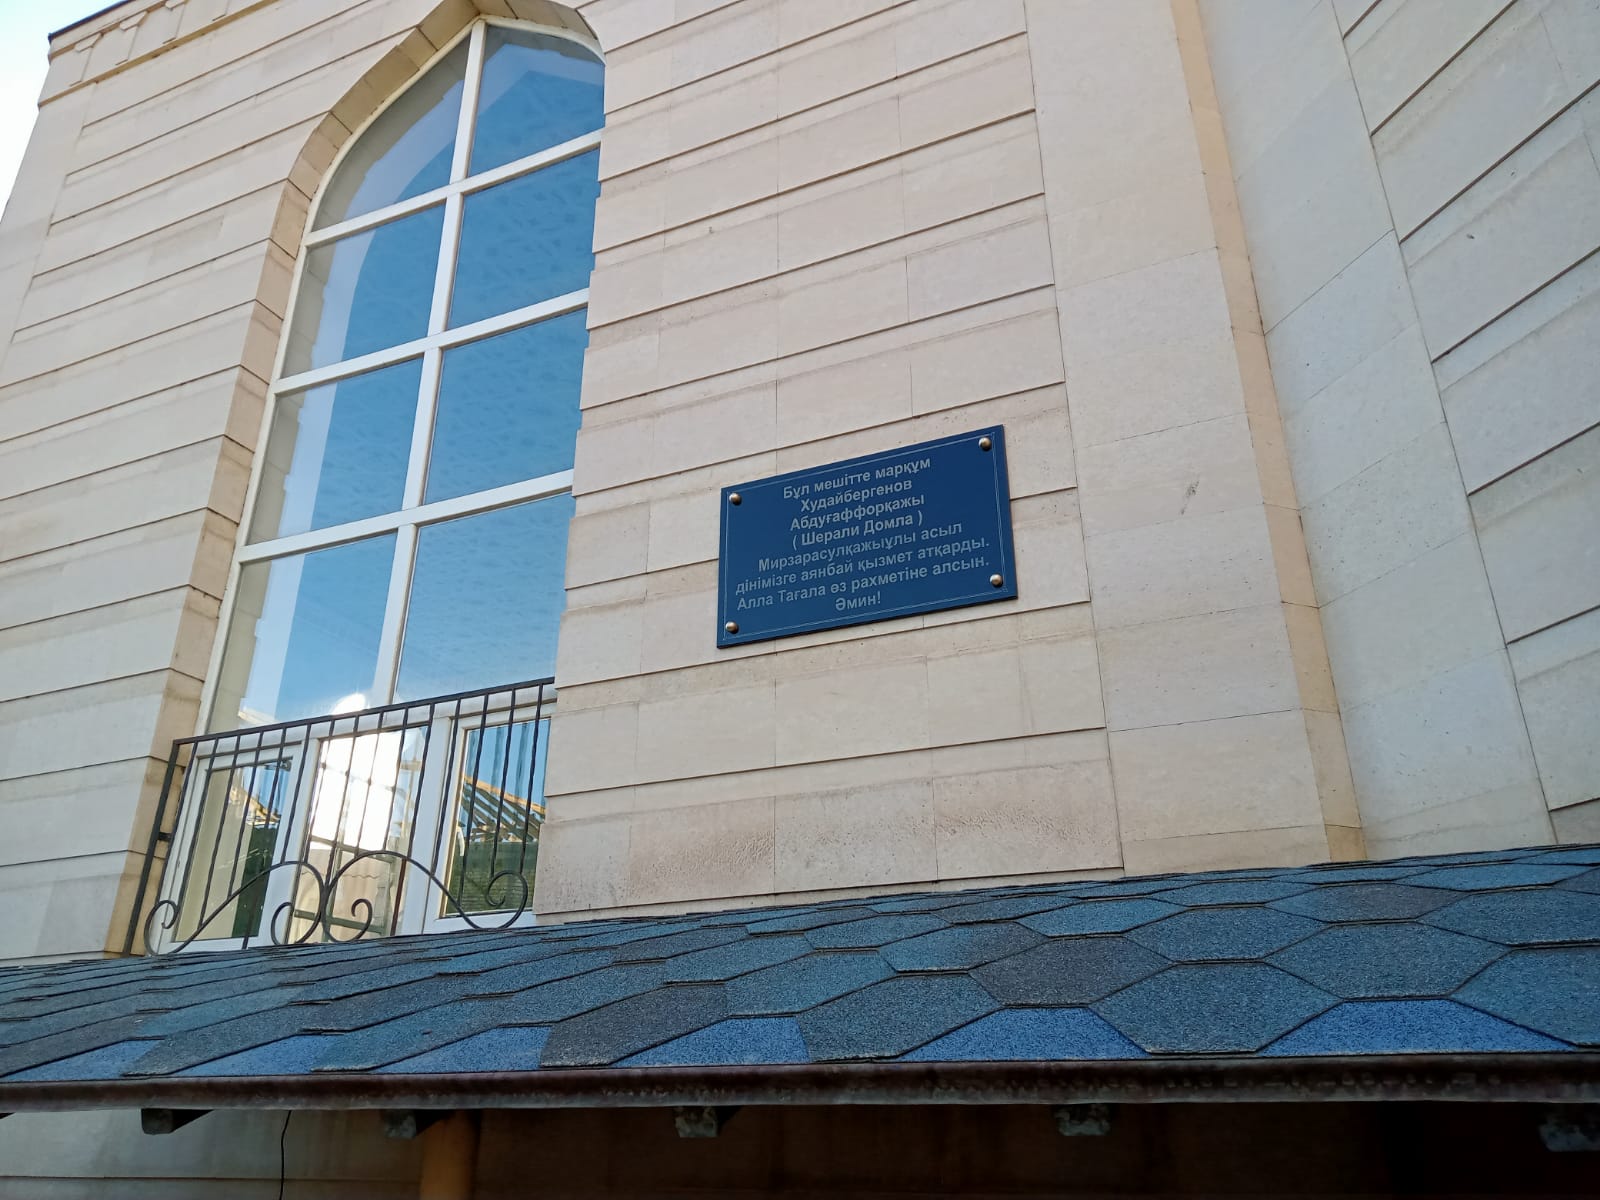 Бұл мешітте марқұм
Худайбергенов
Абдуғаффорқажы
( Шерали Домла )
Мирзарасулқажыұлы асыл
дінімізге аянбай қызмет атқарды.
Алла Тағала өз рахметіне алсын.
Әмин!